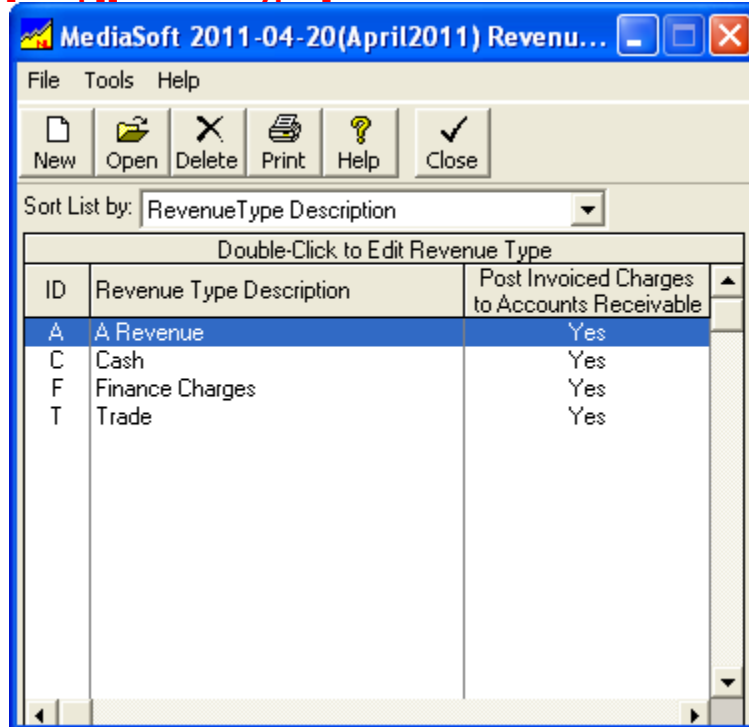 MediaSoft 2011-04-20(April2011) Revenu...
File Tools Help
New Open Delete Print Help Close
Sort List by: RevenueType Description
Double-Click to Edit Revenue Type
ID Revenue Type Description Post Invoiced Charges
to Accounts Receivable
A A Revenue Yes
C Cash Yes
F Finance Charges Yes
T Trade Yes